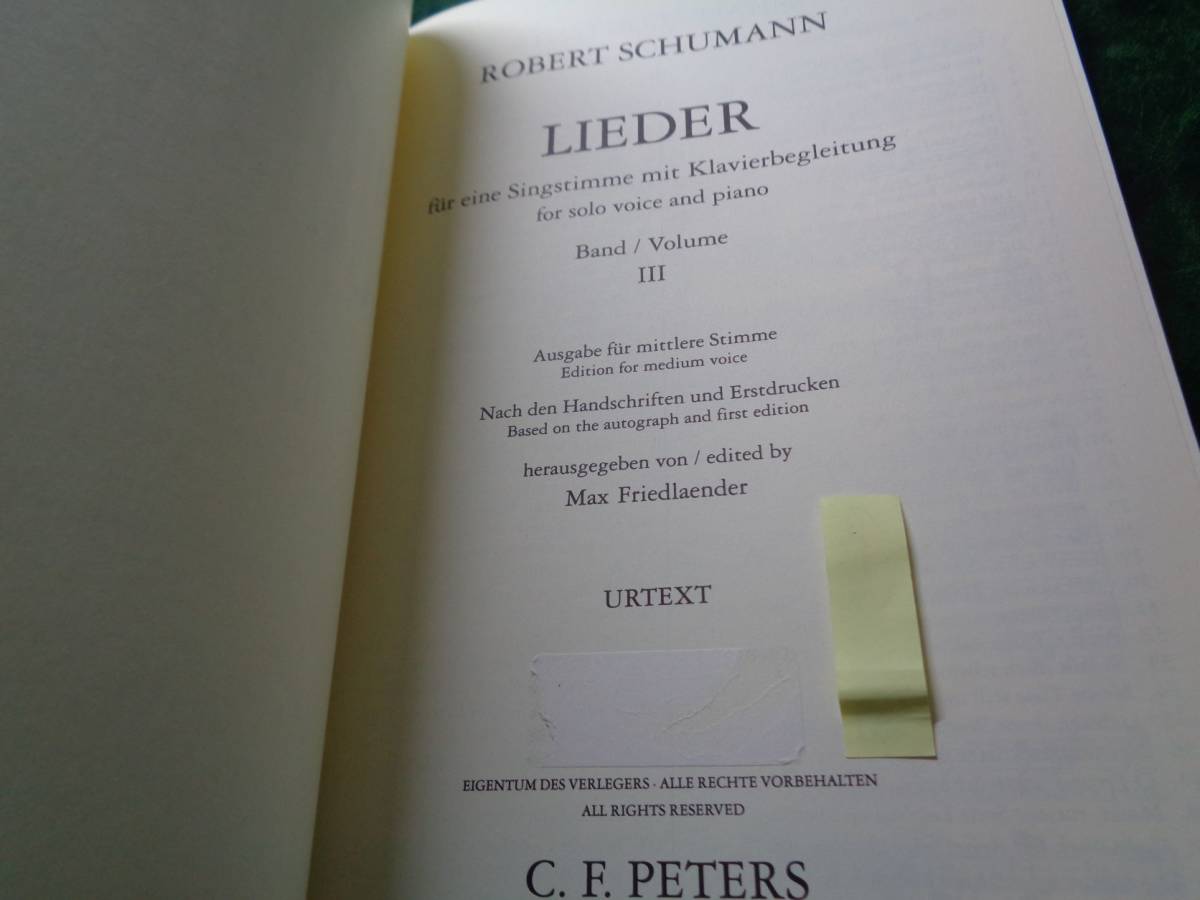 ROBERT SCHUMANN
LIEDER
für eine Singstimme mit Klavierbegleitung
for solo voice and piano
Band / Volume
III
Ausgabe für mittlere Stimme
Edition for medium voice
Nach den Handschriften und Erstdrucken
Based on the autograph and first edition
herausgegeben von / edited by
Max Friedlaender
URTEXT
EIGENTUM DES VERLEGERS · ALLE RECHTE VORBEHALTEN
ALL RIGHTS RESERVED
C. F. PETERS